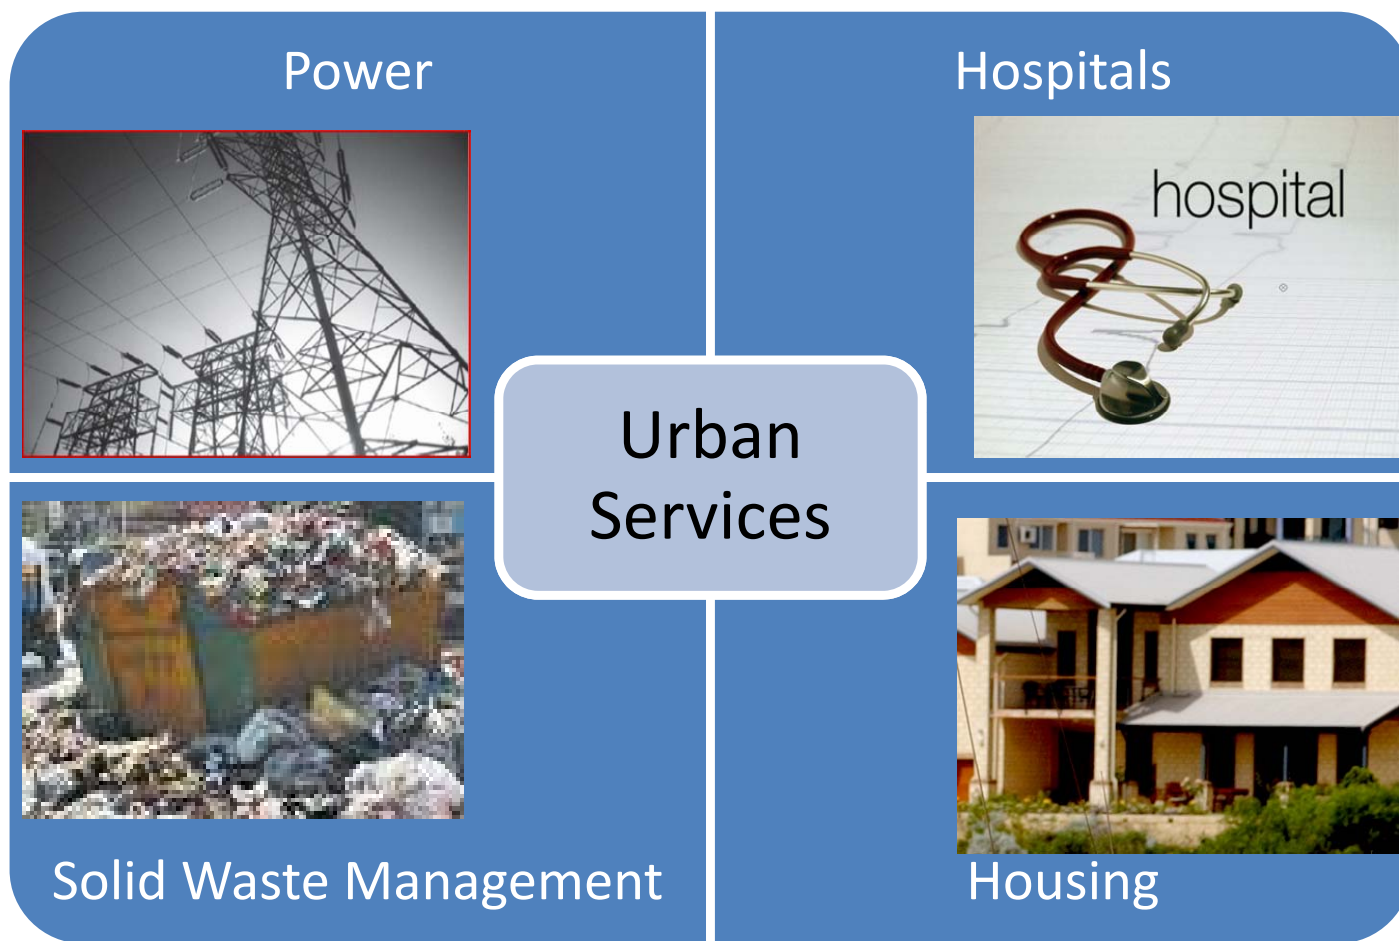 Power
Hospitals
hospital
Urban
Services
Solid Waste Management
Housing